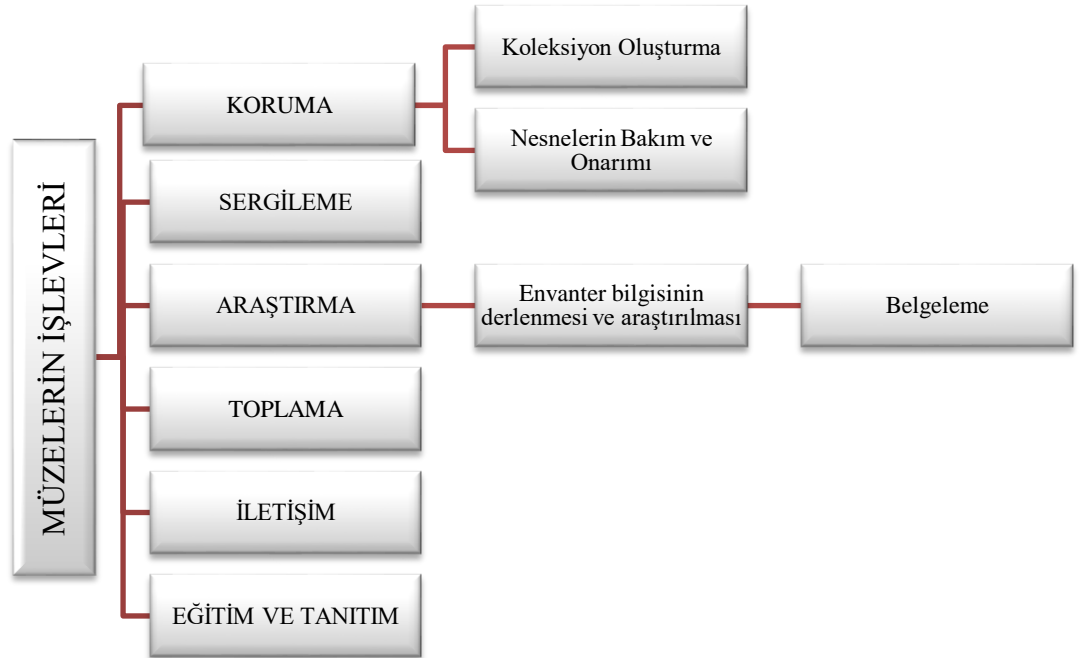 MÜZELERİN İŞLEVLERİ
KORUMA
Koleksiyon Oluşturma
Nesnelerin Bakım ve
Onarımı
SERGİLEME
ARAŞTIRMA
Envanter bilgisinin
derlenmesi ve araştırılması
Belgeleme
TOPLAMA
İLETİŞİM
EĞİTİM VE TANITIM